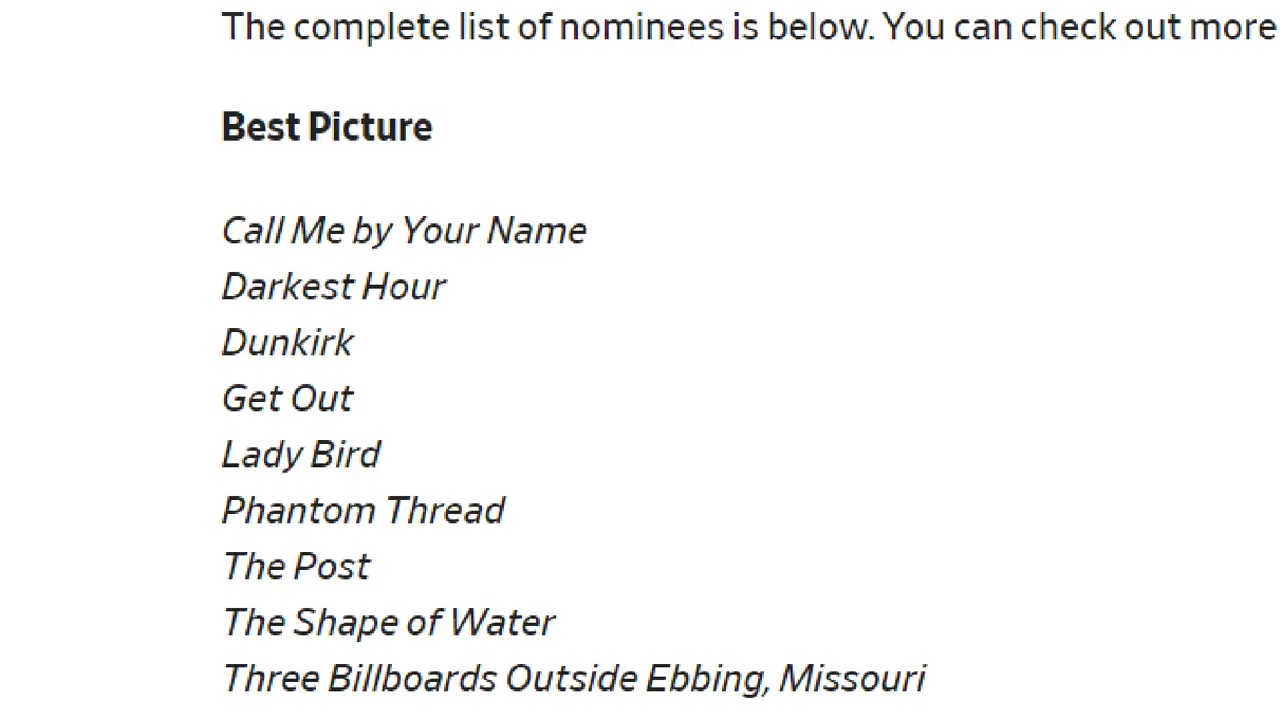 The complete list of nominees is below. You can check out more
Best Picture
Call Me by Your Name
Darkest Hour
Dunkirk
Get Out
Lady Bird
Phantom Thread
The Post
The Shape of Water
Three Billboards Outside Ebbing, Missouri